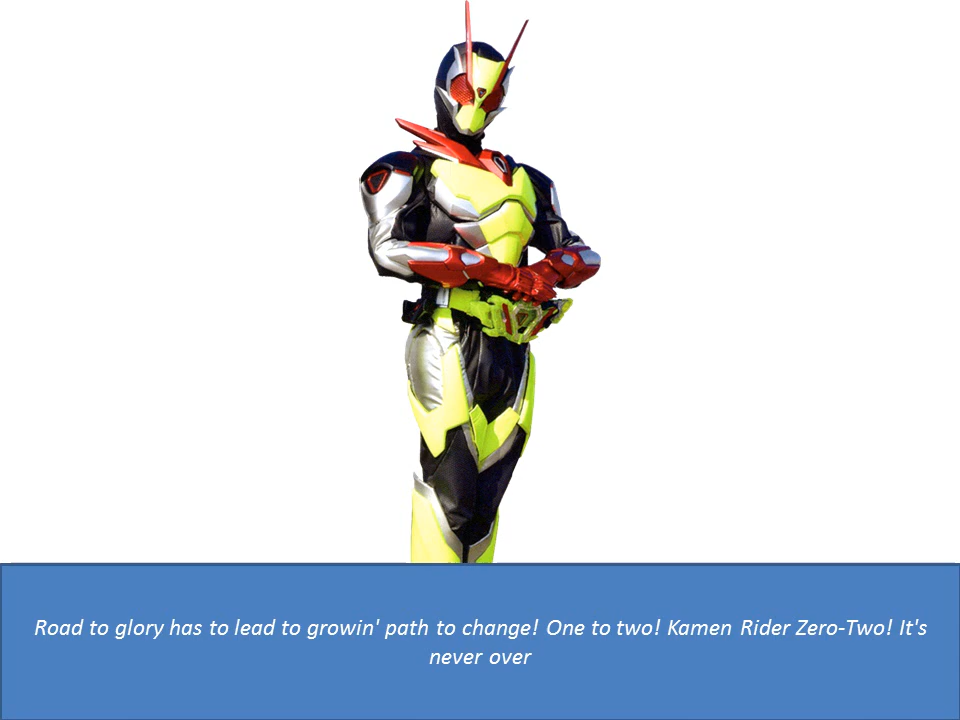 Road to glory has to lead to growin' path to change! One to two! Kamen Rider Zero-Two! It's
never over